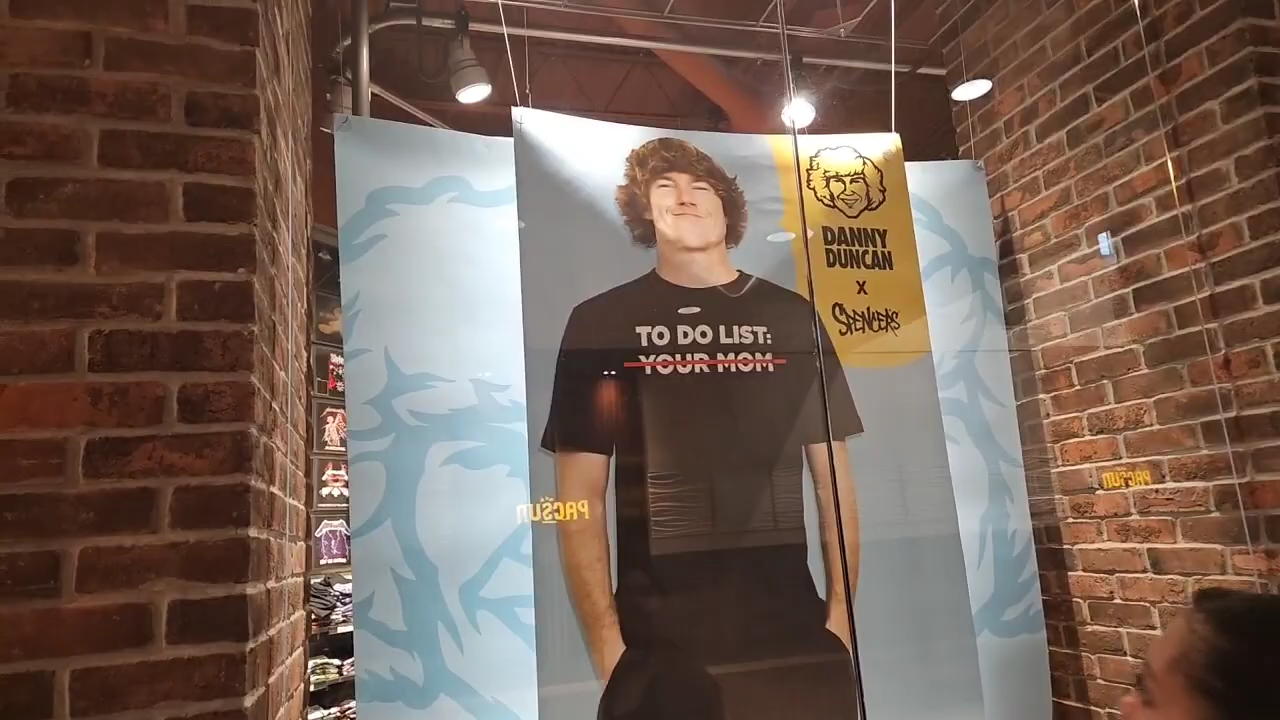 DANNY
DUNCAN
X
SPENCER'S
TO DO LIST:
YOUR MOM
PACSUN
PACSUN